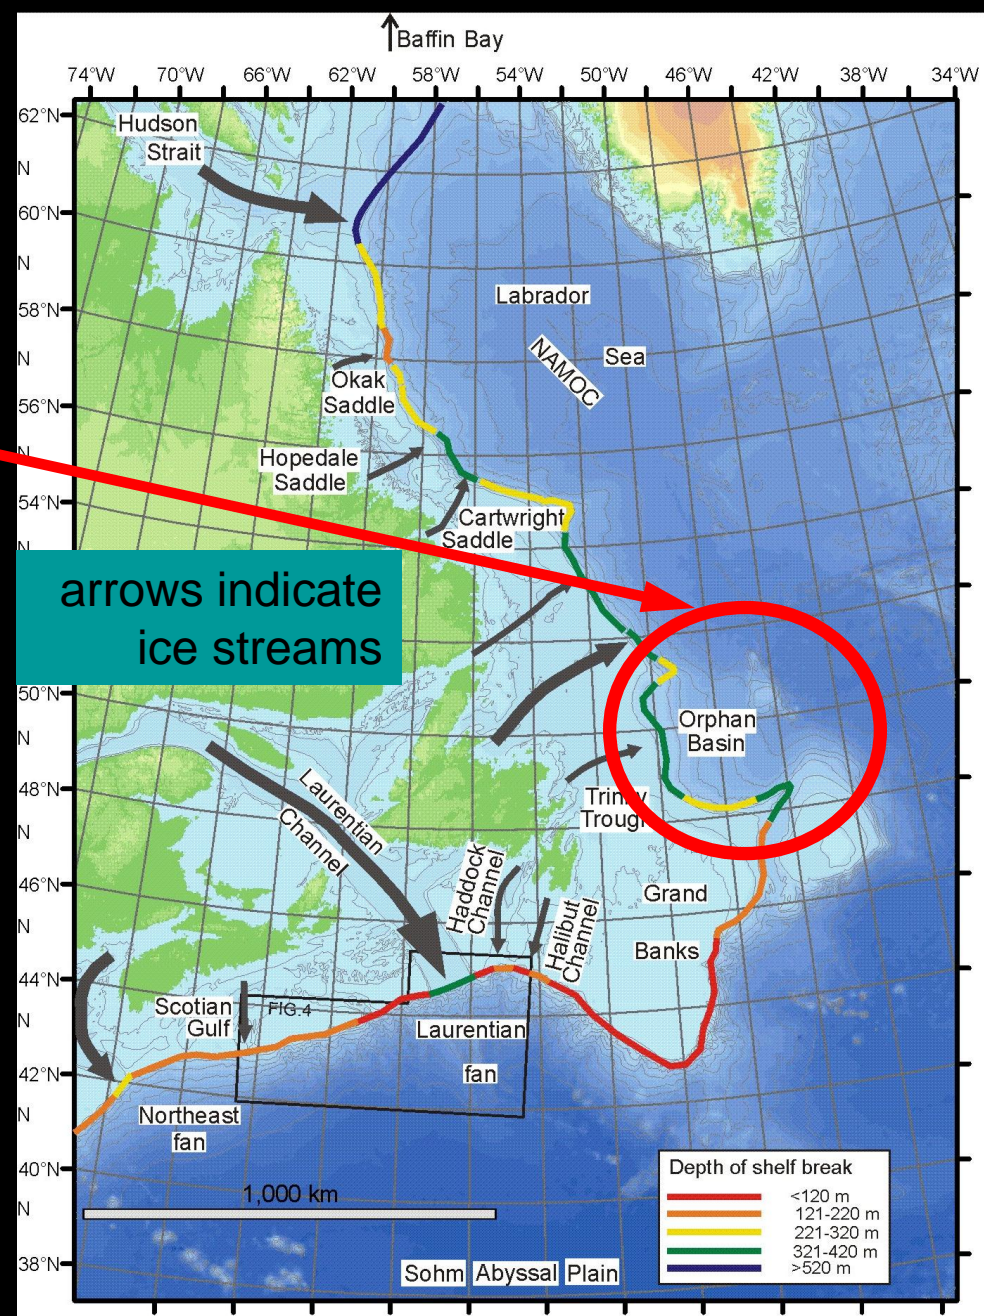 Baffin Bay
74°W 70°W 66°W 62°W 58°W 54°W 50°W 46°W 42°W 38°W 34°W
62°N
N
60°N
N
58°N
N
56°N
N
54°N
N
50°N
N
48°N
N
46°N
N
44°N
N
42°N
N
40°N
N
38°N
Hudson
Strait
Labrador
Sea
NAMOC
Okak
Saddle
Hopedale
Saddle
Cartwright
Saddle
arrows indicate
ice streams
Orphan
Basin
Trinity
Trough
Laurentian
Channel
Haddock
Channel
Halibut
Channel
Grand
Banks
Scotian
Gulf
FIG.4
Laurentian
fan
Northeast
fan
1,000 km
Sohm Abyssal Plain
Depth of shelf break
<120 m
121-220 m
221-320 m
321-420 m
>520 m